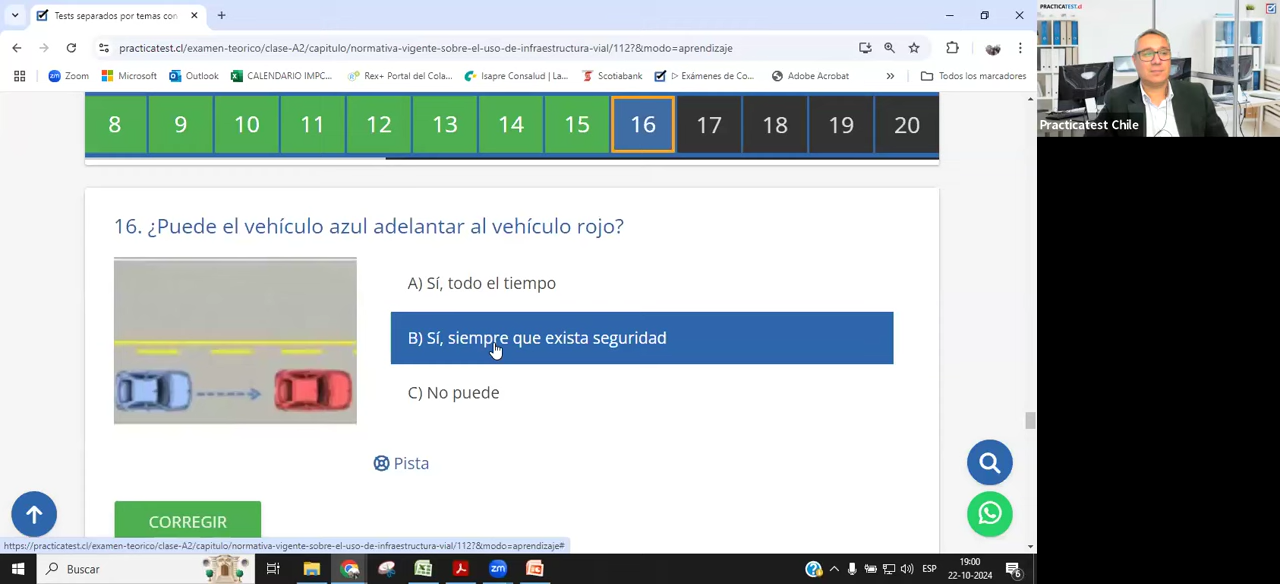 Tests separados por temas con
practicatest.cl/examen-teorico/clase-A2/capitulo/normativa-vigente-sobre-el-uso-de-infraestructura-vial/112?&modo=aprendizaje
Zoom
Microsoft
Outlook
CALENDARIO IMPC...
Rex+ Portal del Cola...
Isapre Consalud | La...
Scotiabank
▷ Exámenes de Co...
Adobe Acrobat
»
Todos los marcadores
PRACTICATEST.cl
Practicatest Chile
8 9 10 11 12 13 14 15 16 17 18 19 20
16. ¿Puede el vehículo azul adelantar al vehículo rojo?
A) Sí, todo el tiempo
B) Sí, siempre que exista seguridad
C) No puede
Pista
CORREGIR
https://practicatest.cl/examen-teorico/clase-A2/capitulo/normativa-vigente-sobre-el-uso-de-infraestructura-vial/112?&modo=aprendizaje#
Buscar
ESP
19:00
22-10-2024
6